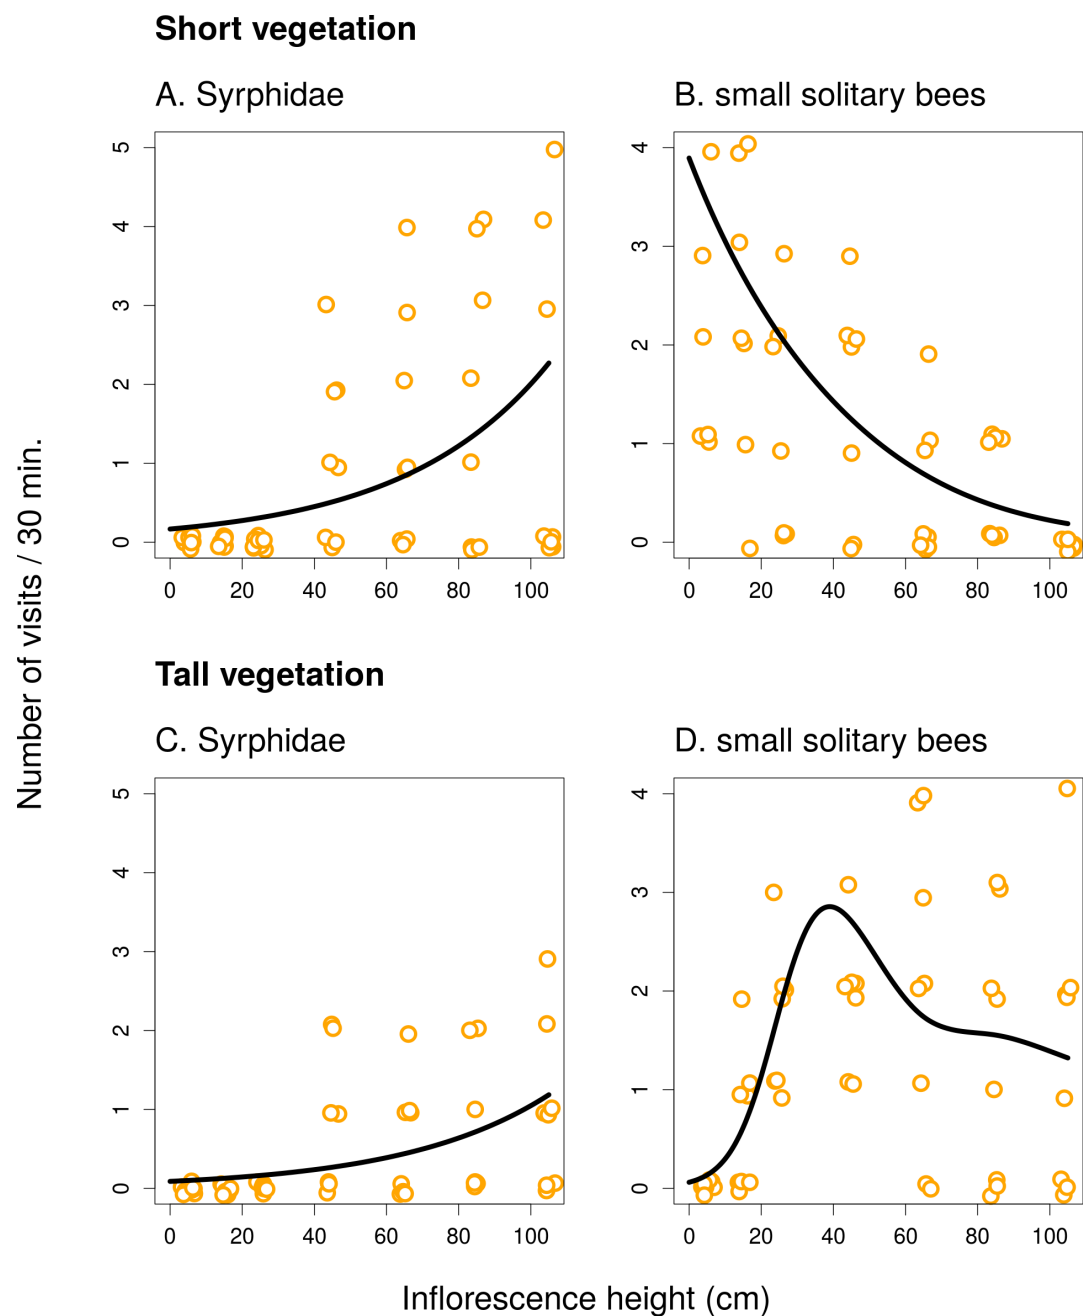 Short vegetation
A. Syrphidae
B. small solitary bees
5
4
3
2
1
0
0 20 40 60 80 100
4
3
2
1
0
0 20 40 60 80 100
Number of visits / 30 min.
Tall vegetation
C. Syrphidae
D. small solitary bees
5
4
3
2
1
0
0 20 40 60 80 100
4
3
2
1
0
0 20 40 60 80 100
Inflorescence height (cm)